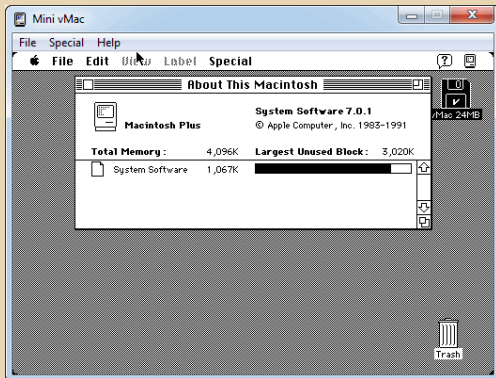 Mini vMac
File Special Help
File Edit View Label Special
About This Macintosh
System Software 7.0.1
Macintosh Plus
© Apple Computer, Inc. 1983-1991
vMac 24MB
Total Memory : 4,096K Largest Unused Block : 3,020K
System Software 1,067K
Trash